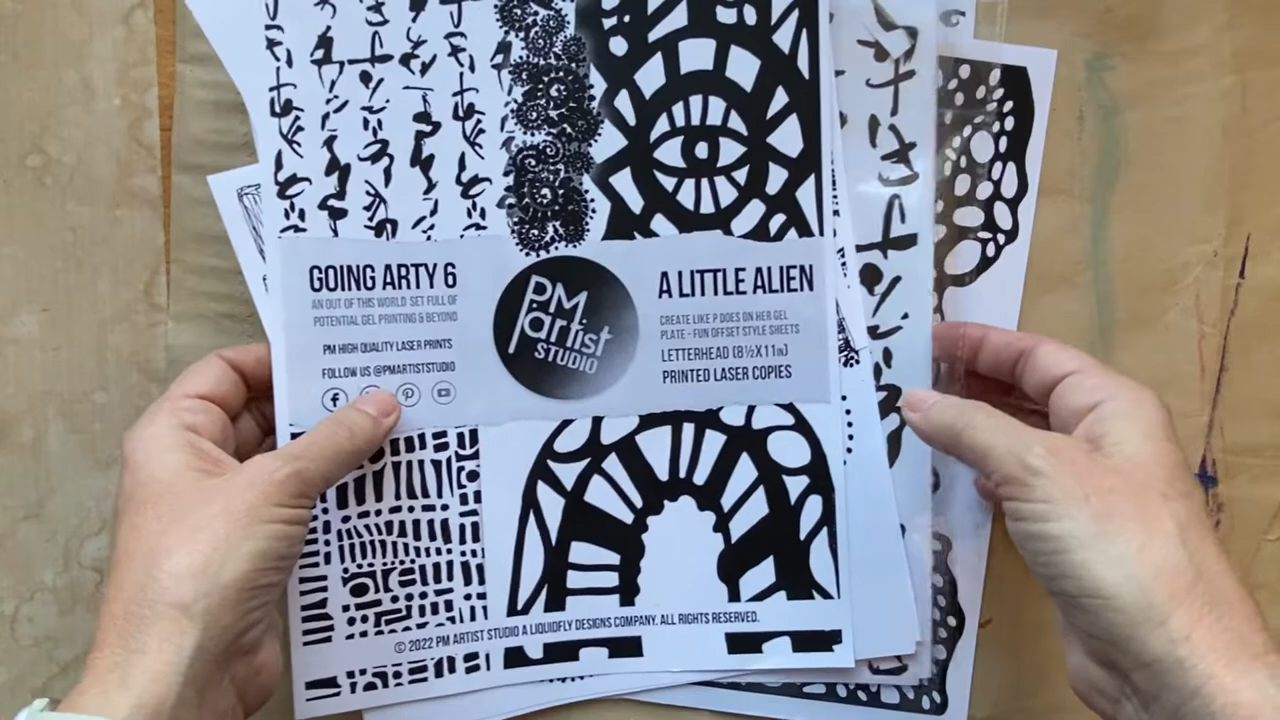 GOING ARTY 6
AN OUT OF THIS WORLD SET FULL OF
POTENTIAL GEL PRINTING & BEYOND
PM HIGH QUALITY LASER PRINTS
FOLLOW US @PMARTISTSTUDIO
PM
artist
STUDIO
A LITTLE ALIEN
CREATE LIKE P DOES ON HER GEL
PLATE - FUN OFFSET STYLE SHEETS
LETTERHEAD (8½X11IN)
PRINTED LASER COPIES
© 2022 PM ARTIST STUDIO A LIQUIDFLY DESIGNS COMPANY. ALL RIGHTS RESERVED.